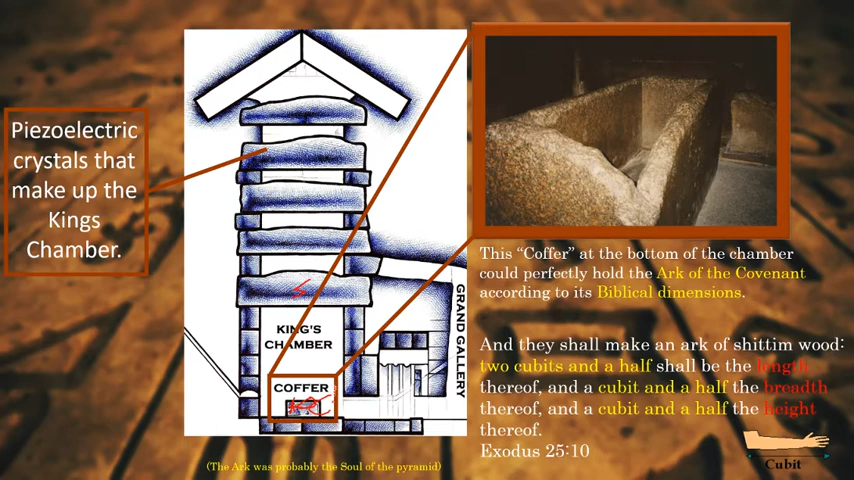 Piezoelectric
crystals that
make up the
Kings
Chamber.
KING'S
CHAMBER
COFFER
GRAND GALLERY
This “Coffer” at the bottom of the chamber
could perfectly hold the Ark of the Covenant
according to its Biblical dimensions.
And they shall make an ark of shittim wood:
two cubits and a half shall be the length
thereof, and a cubit and a half the breadth
thereof, and a cubit and a half the height
thereof.
Exodus 25:10
Cubit
(The Ark was probably the Soul of the pyramid)